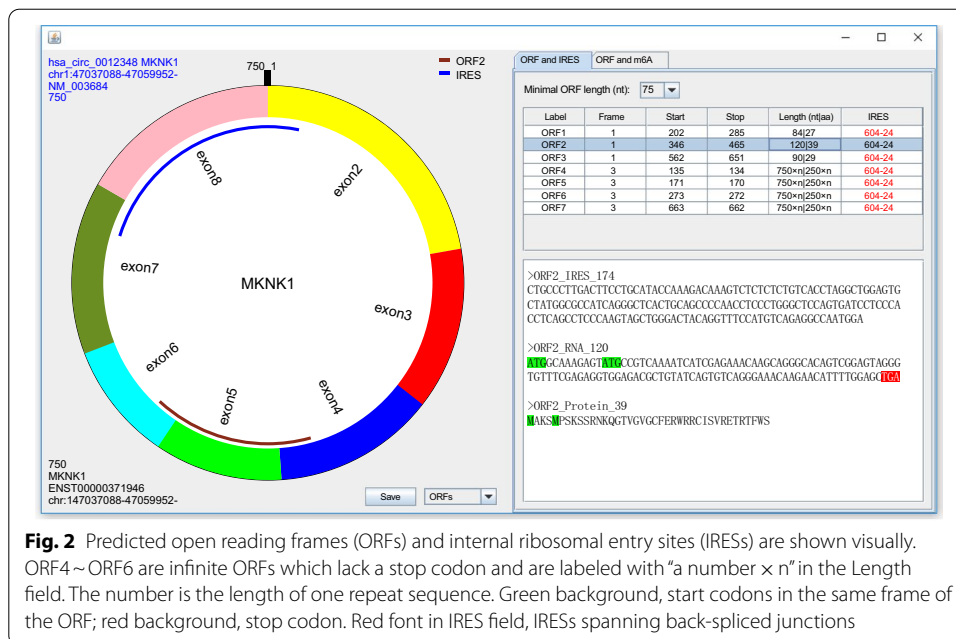 hsa_circ_0012348 MKNK1
chr1:47037088-47059952-
NM_003684
750
750_1
ORF2
IRES
exon2
exon3
exon4
exon5
exon6
exon7
exon8
MKNK1
750
MKNK1
ENST00000371946
chr:147037088-47059952-
Save
ORFs
ORF and IRES
ORF and m6A
Minimal ORF length (nt): 75
Label Frame Start Stop Length (nt|aa) IRES
ORF1 1 202 285 84|27 604-24
ORF2 1 346 465 120|39 604-24
ORF3 1 562 651 90|29 604-24
ORF4 3 135 134 750×n|250×n 604-24
ORF5 3 171 170 750×n|250×n 604-24
ORF6 3 273 272 750×n|250×n 604-24
ORF7 3 663 662 750×n|250×n 604-24
>ORF2_IRES_174
CTGCCCTTGACTTCCTGCATACCAAAGACAAAGTCTCTCTCTGTCACCTAGGCTGGAGTG
CTATGGCGCCATCAGGGCTCACTGCAGCCCCAACCTCCCTGGGCTCCAGTGATCCTCCCA
CCTCAGCCTCCCAAGTAGCTGGGACTACAGGTTTCCATGTCAGAGGCCAATGGA
>ORF2_RNA_120
ATGGCAAAGAGTATGCCGTCAAAATCATCGAGAAACAAGCAGGGCACAGTCGGAGTAGGG
TGTTTCGAGAGGTGGAGACGCTGTATCAGTGTCAGGGAAACAAGAACATTTTGGAGCTGA
>ORF2_Protein_39
MAKSMPSKSSRNKQGTVGVGCFERWRRCISVRETRTFWS
Fig. 2 Predicted open reading frames (ORFs) and internal ribosomal entry sites (IRESs) are shown visually.
ORF4 ~ ORF6 are infinite ORFs which lack a stop codon and are labeled with “a number × n” in the Length
field. The number is the length of one repeat sequence. Green background, start codons in the same frame of
the ORF; red background, stop codon. Red font in IRES field, IRESs spanning back-spliced junctions